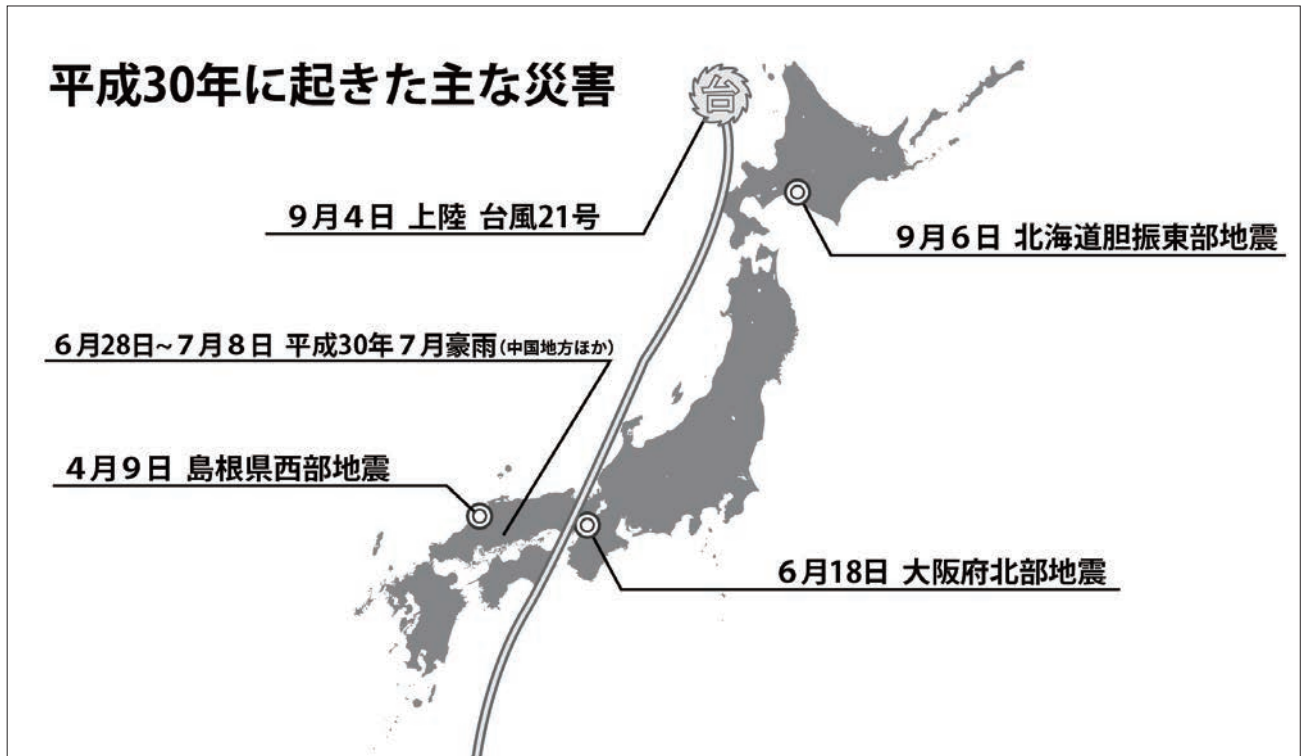 平成30年に起きた主な災害
台
９月４日 上陸 台風21号
９月６日 北海道胆振東部地震
６月28日~７月８日 平成30年７月豪雨(中国地方ほか)
４月９日 島根県西部地震
６月18日 大阪府北部地震